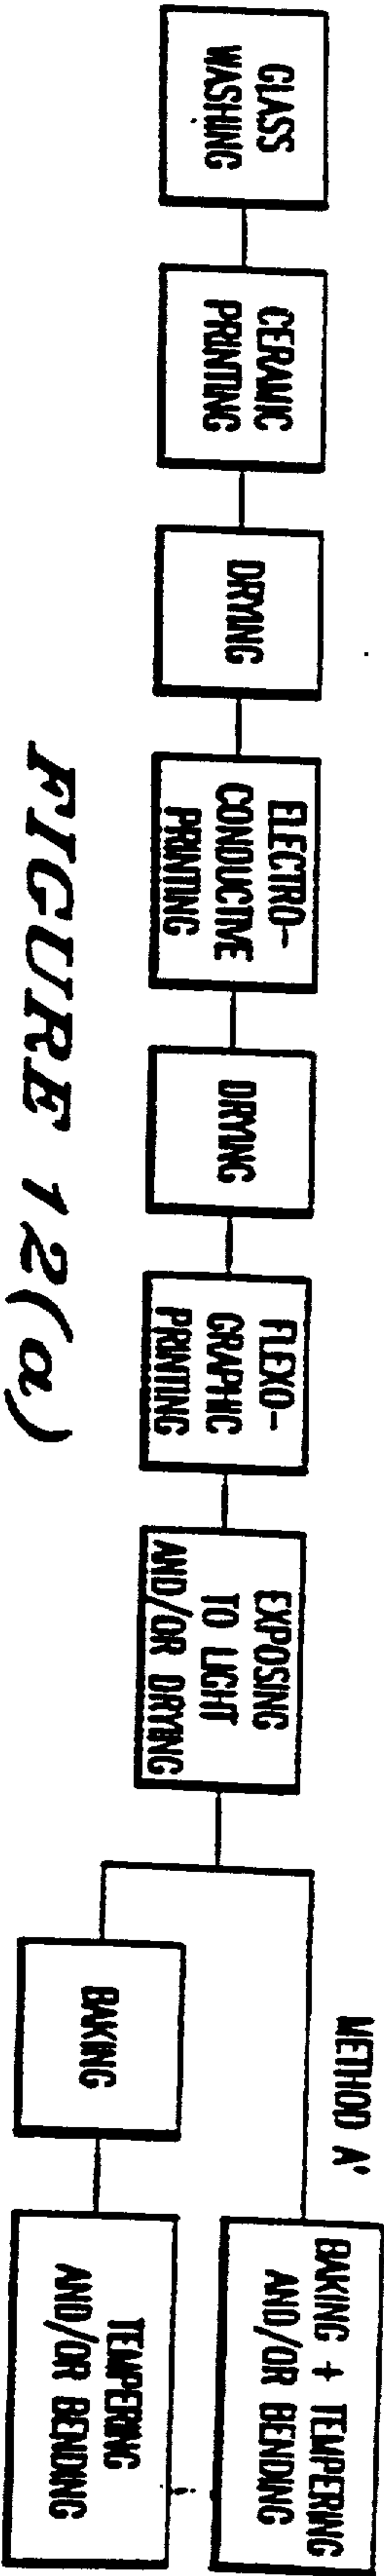 GLASS
WASHING
CERAMIC
PRINTING
DRYING
ELECTRO-
CONDUCTIVE
PRINTING
DRYING
FLEXO-
GRAPHIC
PRINTING
EXPOSING
TO LIGHT
AND/OR DRYING
METHOD A'
BAKING + TEMPERING
AND/OR BENDING
BAKING
TEMPERING
AND/OR BENDING
FIGURE 12(a)